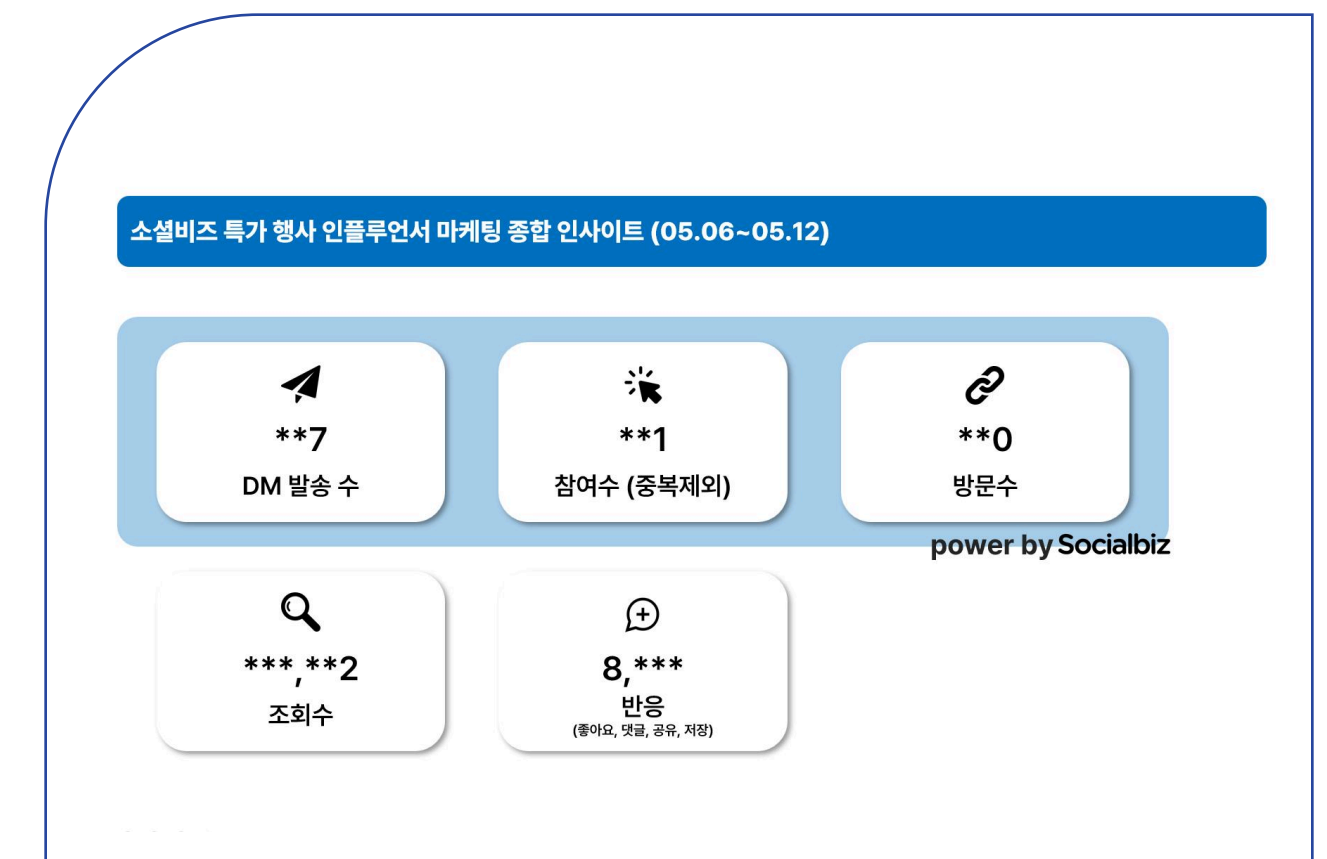 소셜비즈 특가 행사 인플루언서 마케팅 종합 인사이트 (05.06~05.12)
**7
DM 발송 수
**1
참여수 (중복제외)
**0
방문수
power by Socialbiz
***,**2
조회수
8,***
반응
(좋아요, 댓글, 공유, 저장)